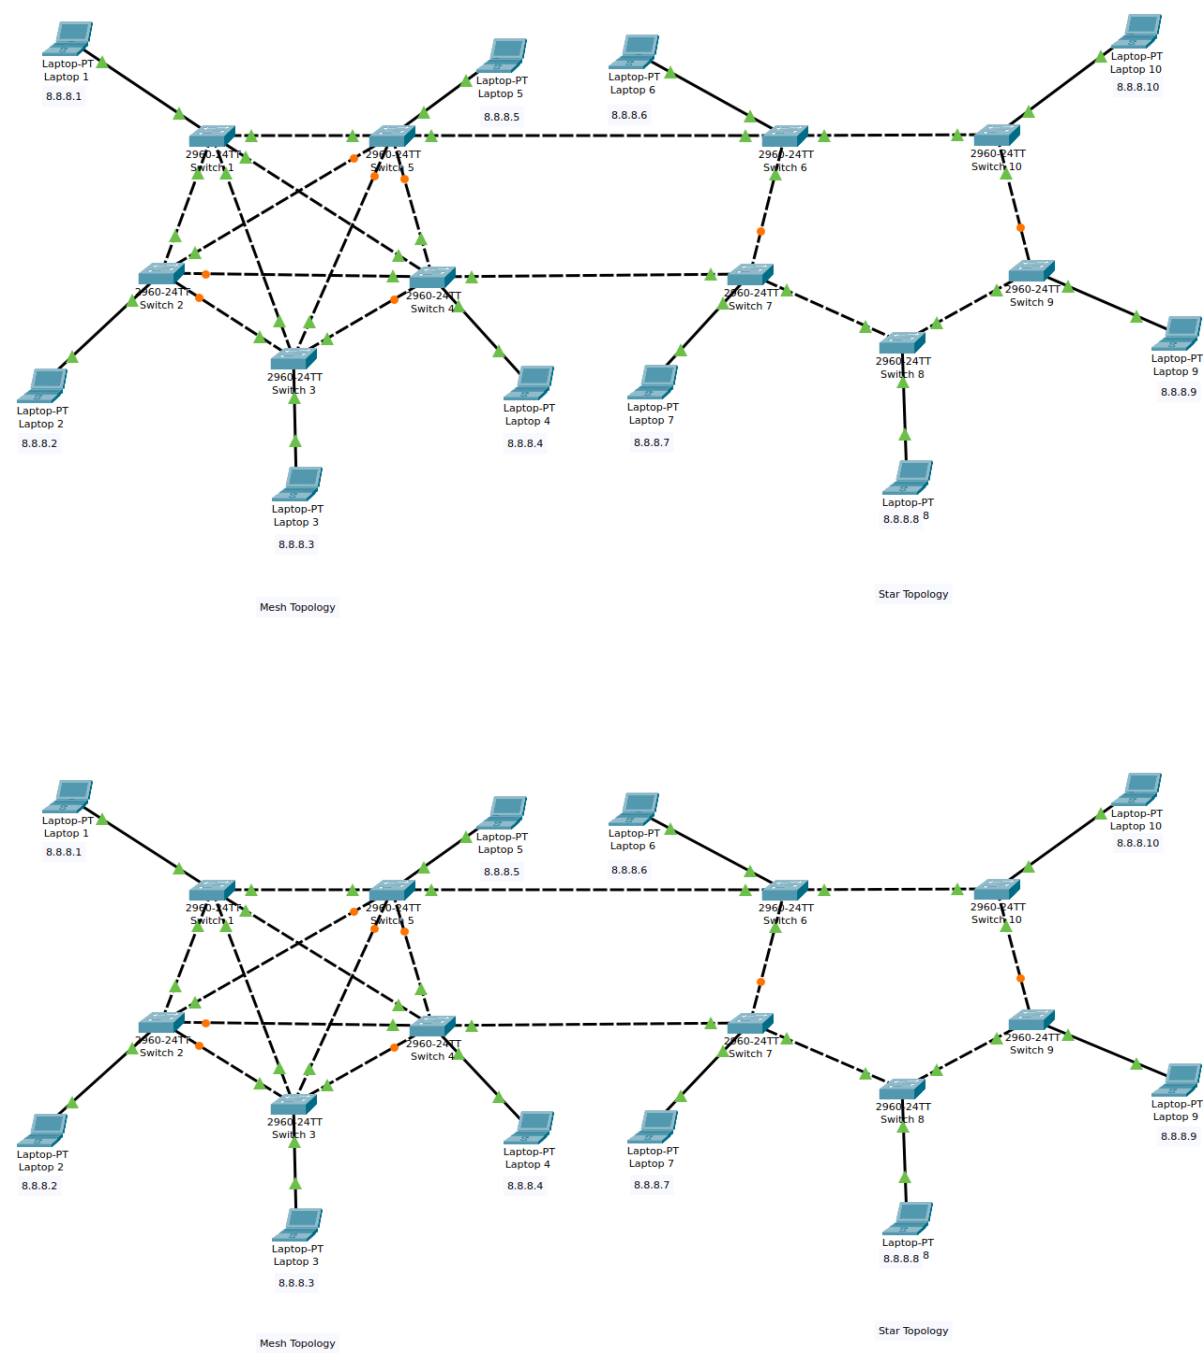 Laptop-PT
Laptop 1
8.8.8.1
Laptop-PT
Laptop 5
8.8.8.5
Laptop-PT
Laptop 6
8.8.8.6
Laptop-PT
Laptop 10
8.8.8.10
2960-24TT
Switch 1
2960-24TT
Switch 5
2960-24TT
Switch 6
2960-24TT
Switch 10
2960-24TT
Switch 2
2960-24TT
Switch 4
2960-24TT
Switch 7
2960-24TT
Switch 9
2960-24TT
Switch 3
2960-24TT
Switch 8
Laptop-PT
Laptop 2
8.8.8.2
Laptop-PT
Laptop 4
8.8.8.4
Laptop-PT
Laptop 7
8.8.8.7
Laptop-PT
Laptop 9
8.8.8.9
Laptop-PT
Laptop 3
8.8.8.3
Laptop-PT
8.8.8.8 8
Mesh Topology
Star Topology
Laptop-PT
Laptop 1
8.8.8.1
Laptop-PT
Laptop 5
8.8.8.5
Laptop-PT
Laptop 6
8.8.8.6
Laptop-PT
Laptop 10
8.8.8.10
2960-24TT
Switch 1
2960-24TT
Switch 5
2960-24TT
Switch 6
2960-24TT
Switch 10
2960-24TT
Switch 2
2960-24TT
Switch 4
2960-24TT
Switch 7
2960-24TT
Switch 9
2960-24TT
Switch 3
2960-24TT
Switch 8
Laptop-PT
Laptop 2
8.8.8.2
Laptop-PT
Laptop 4
8.8.8.4
Laptop-PT
Laptop 7
8.8.8.7
Laptop-PT
Laptop 9
8.8.8.9
Laptop-PT
Laptop 3
8.8.8.3
Laptop-PT
8.8.8.8 8
Mesh Topology
Star Topology